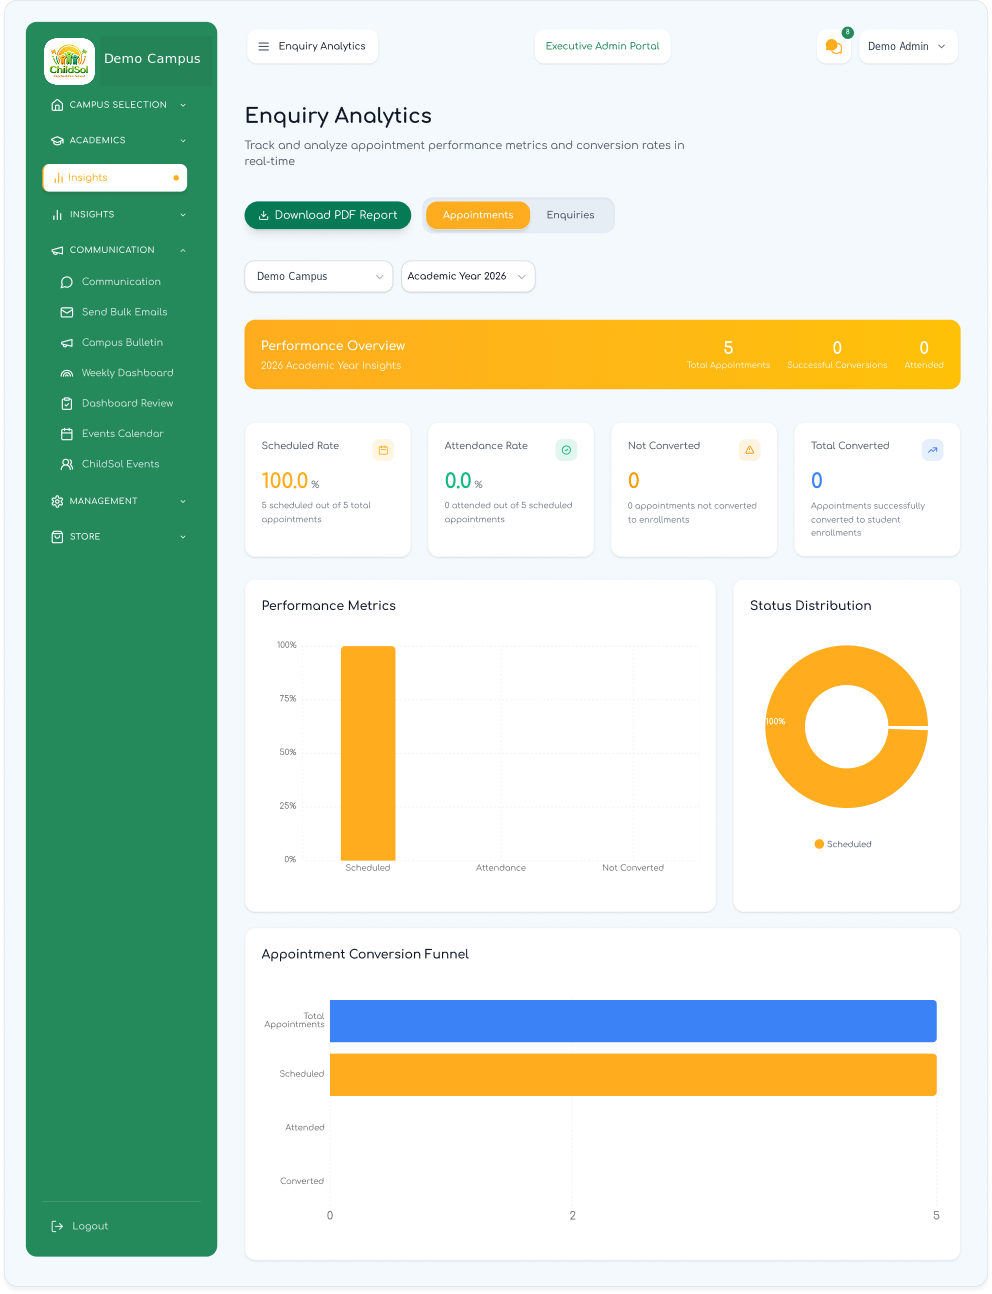 ChildSol
Demo Campus
CAMPUS SELECTION
ACADEMICS
Insights
INSIGHTS
COMMUNICATION
Communication
Send Bulk Emails
Campus Bulletin
Weekly Dashboard
Dashboard Review
Events Calendar
ChildSol Events
MANAGEMENT
STORE
Logout
Enquiry Analytics
Executive Admin Portal
8
Demo Admin
Enquiry Analytics
Track and analyze appointment performance metrics and conversion rates in
real-time
Download PDF Report
Appointments
Enquiries
Demo Campus
Academic Year 2026
Performance Overview
2026 Academic Year Insights
5
Total Appointments
0
Successful Conversions
0
Attended
Scheduled Rate
100.0 %
5 scheduled out of 5 total
appointments
Attendance Rate
0.0 %
0 attended out of 5 scheduled
appointments
Not Converted
0
0 appointments not converted
to enrollments
Total Converted
0
Appointments successfully
converted to student
enrollments
Performance Metrics
100%
75%
50%
25%
0%
Scheduled
Attendance
Not Converted
Status Distribution
100%
Scheduled
Appointment Conversion Funnel
Total
Appointments
Scheduled
Attended
Converted
0
2
5